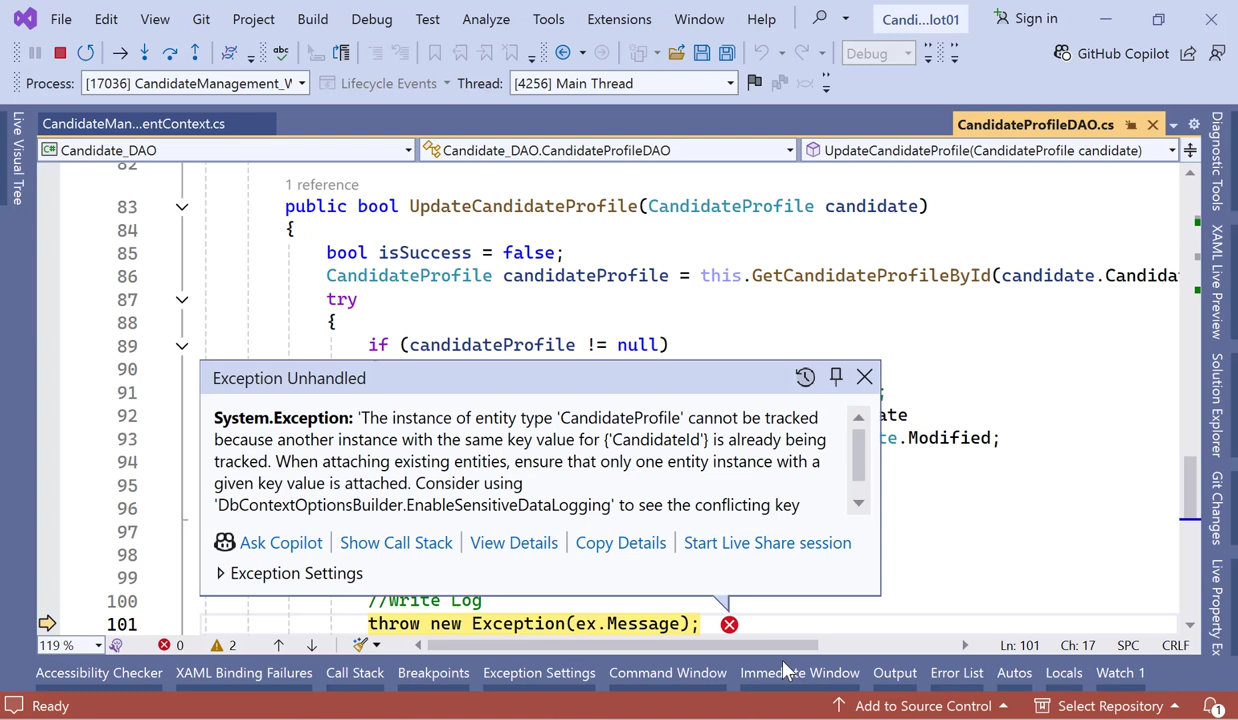 File Edit View Git Project Build Debug Test Analyze Tools Extensions Window Help Candi...lot01 Sign in
Debug GitHub Copilot
Process: [17036] CandidateManagement_W Lifecycle Events Thread: [4256] Main Thread
CandidateMan...entContext.cs CandidateProfileDAO.cs
Candidate_DAO Candidate_DAO.CandidateProfileDAO UpdateCandidateProfile(CandidateProfile candidate)
82
1 reference
83 public bool UpdateCandidateProfile(CandidateProfile candidate)
84 {
85 bool isSuccess = false;
86 CandidateProfile candidateProfile = this.GetCandidateProfileById(candidate.Candida
87 try
88 {
89 if (candidateProfile != null)
90
91 ;
92 ate
93 te.Modified;
94
95
96
97
98
99
100 //Write Log
101 throw new Exception(ex.Message);
Exception Unhandled
System.Exception: 'The instance of entity type 'CandidateProfile' cannot be tracked
because another instance with the same key value for {'CandidateId'} is already being
tracked. When attaching existing entities, ensure that only one entity instance with a
given key value is attached. Consider using
'DbContextOptionsBuilder.EnableSensitiveDataLogging' to see the conflicting key
Ask Copilot Show Call Stack View Details Copy Details Start Live Share session
Exception Settings
Live Visual Tree
Diagnostic Tools
XAML Live Preview
Solution Explorer
Git Changes
Live Property Ex
119 % 0 2 Ln: 101 Ch: 17 SPC CRLF
Accessibility Checker XAML Binding Failures Call Stack Breakpoints Exception Settings Command Window Immediate Window Output Error List Autos Locals Watch 1
Ready Add to Source Control Select Repository 1